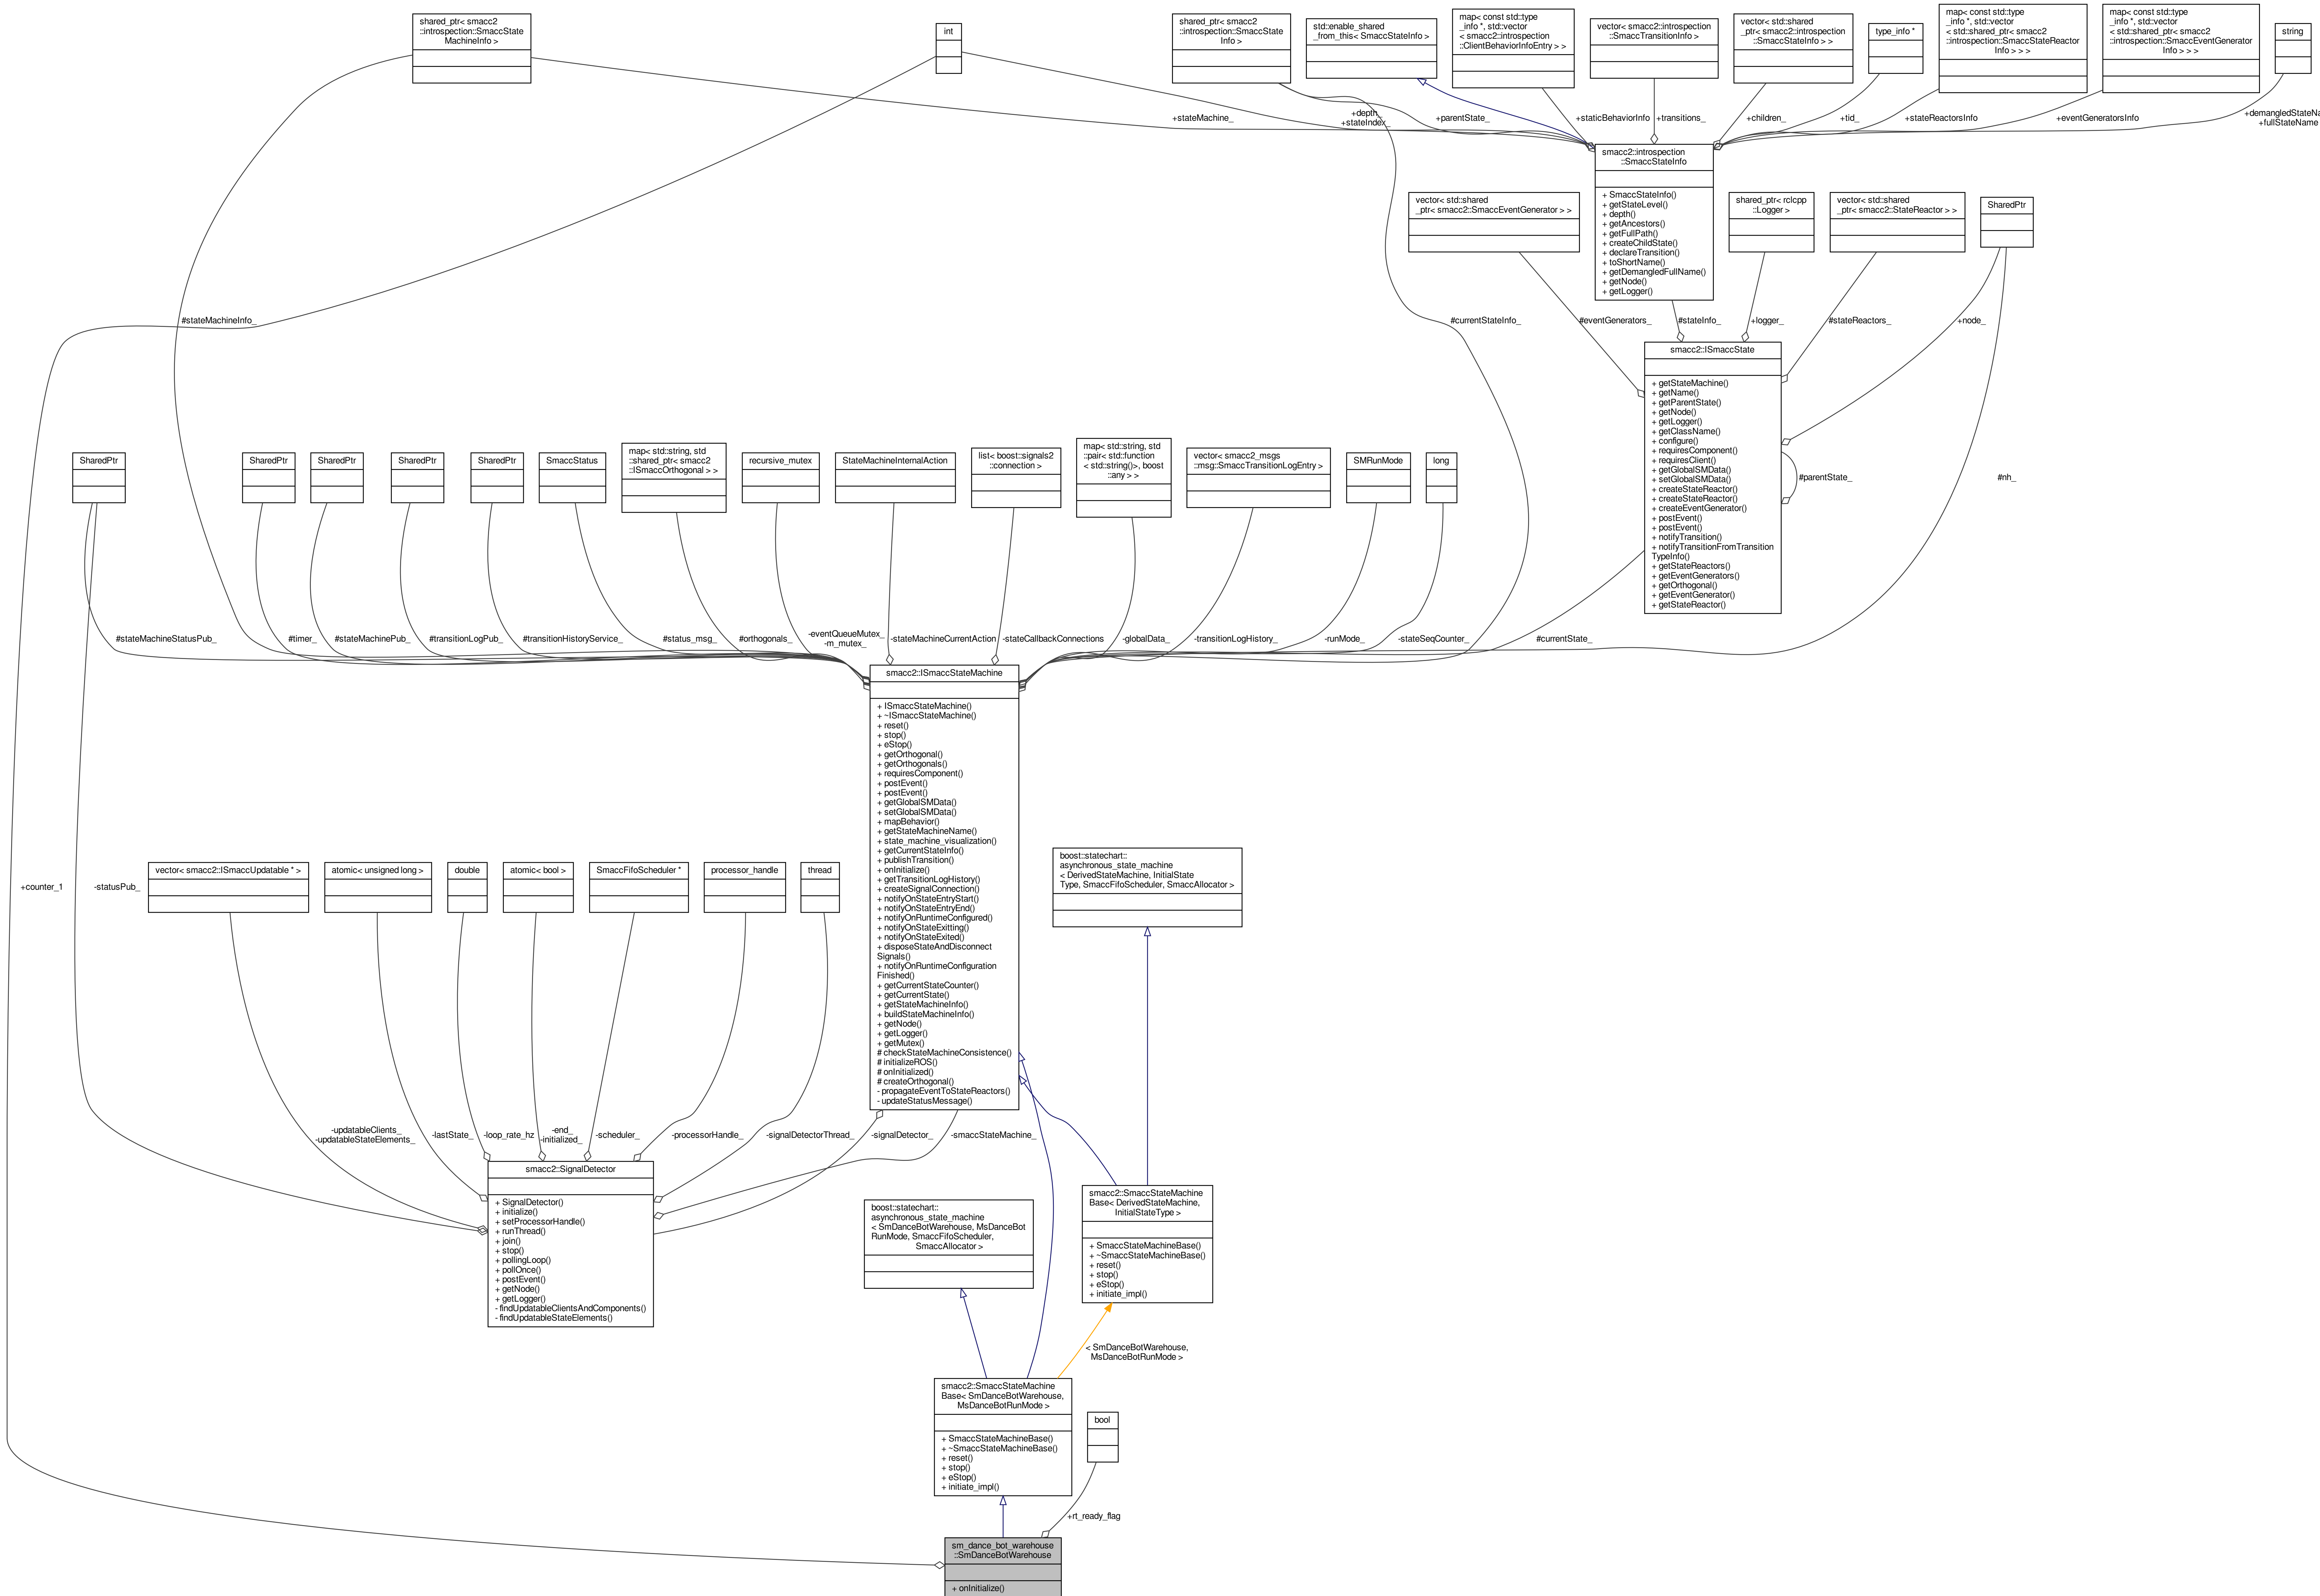 shared_ptr< smacc2
::introspection::SmaccState
MachineInfo >
int
shared_ptr< smacc2
::introspection::SmaccState
Info >
std::enable_shared
_from_this< SmaccStateInfo >
map< const std::type
_info *, std::vector
< smacc2::introspection
::ClientBehaviorInfoEntry > >
vector< smacc2::introspection
::SmaccTransitionInfo >
vector< std::shared
_ptr< smacc2::introspection
::SmaccStateInfo > >
type_info *
map< const std::type
_info *, std::vector
< std::shared_ptr< smacc2
::introspection::SmaccStateReactor
Info > > >
map< const std::type
_info *, std::vector
< std::shared_ptr< smacc2
::introspection::SmaccEventGenerator
Info > > >
string
+stateMachine_
+depth_
+stateIndex_
+parentState_
+staticBehaviorInfo
+transitions_
+children_
+tid_
+stateReactorsInfo
+eventGeneratorsInfo
+demangledStateNa
+fullStateName
smacc2::introspection
::SmaccStateInfo
+ SmaccStateInfo()
+ getStateLevel()
+ depth()
+ getAncestors()
+ getFullPath()
+ createChildState()
+ declareTransition()
+ toShortName()
+ getDemangledFullName()
+ getNode()
+ getLogger()
vector< std::shared
_ptr< smacc2::SmaccEventGenerator > >
shared_ptr< rclcpp
::Logger >
vector< std::shared
_ptr< smacc2::StateReactor > >
SharedPtr
#stateMachineInfo_
#currentStateInfo_
#eventGenerators_
#stateInfo_
+logger_
#stateReactors_
+node_
smacc2::ISmaccState
+ getStateMachine()
+ getName()
+ getParentState()
+ getNode()
+ getLogger()
+ getClassName()
+ configure()
+ requiresComponent()
+ requiresClient()
+ getGlobalSMData()
+ setGlobalSMData()
+ createStateReactor()
+ createStateReactor()
+ createEventGenerator()
+ postEvent()
+ postEvent()
+ notifyTransition()
+ notifyTransitionFromTransition
TypeInfo()
+ getStateReactors()
+ getEventGenerators()
+ getOrthogonal()
+ getEventGenerator()
+ getStateReactor()
#parentState_
#nh_
SharedPtr
SharedPtr
SharedPtr
SharedPtr
SharedPtr
SmaccStatus
map< std::string, std
::shared_ptr< smacc2
::ISmaccOrthogonal > >
recursive_mutex
StateMachineInternalAction
list< boost::signals2
::connection >
map< std::string, std
::pair< std::function
< std::string()>, boost
::any > >
vector< smacc2_msgs
::msg::SmaccTransitionLogEntry >
SMRunMode
long
#stateMachineStatusPub_
#timer_
#stateMachinePub_
#transitionLogPub_
#transitionHistoryService_
#status_msg_
#orthogonals_
-eventQueueMutex_
-m_mutex_
-stateMachineCurrentAction
-stateCallbackConnections
-globalData_
-transitionLogHistory_
-runMode_
-stateSeqCounter_
#currentState_
smacc2::ISmaccStateMachine
+ ISmaccStateMachine()
+ ~ISmaccStateMachine()
+ reset()
+ stop()
+ eStop()
+ getOrthogonal()
+ getOrthogonals()
+ requiresComponent()
+ postEvent()
+ postEvent()
+ getGlobalSMData()
+ setGlobalSMData()
+ mapBehavior()
+ getStateMachineName()
+ state_machine_visualization()
+ getCurrentStateInfo()
+ publishTransition()
+ onInitialize()
+ getTransitionLogHistory()
+ createSignalConnection()
+ notifyOnStateEntryStart()
+ notifyOnStateEntryEnd()
+ notifyOnRuntimeConfigured()
+ notifyOnStateExitting()
+ notifyOnStateExited()
+ disposeStateAndDisconnect
Signals()
+ notifyOnRuntimeConfiguration
Finished()
+ getCurrentStateCounter()
+ getCurrentState()
+ getStateMachineInfo()
+ buildStateMachineInfo()
+ getNode()
+ getLogger()
+ getMutex()
# checkStateMachineConsistence()
# initializeROS()
# onInitialized()
# createOrthogonal()
- propagateEventToStateReactors()
- updateStatusMessage()
+counter_1
-statusPub_
vector< smacc2::ISmaccUpdatable * >
atomic< unsigned long >
double
atomic< bool >
SmaccFifoScheduler *
processor_handle
thread
boost::statechart::
asynchronous_state_machine
< DerivedStateMachine, InitialState
Type, SmaccFifoScheduler, SmaccAllocator >
-updatableClients_
-updatableStateElements_
-lastState_
-loop_rate_hz
-end_
-initialized_
-scheduler_
-processorHandle_
-signalDetectorThread_
-signalDetector_
-smaccStateMachine_
smacc2::SignalDetector
+ SignalDetector()
+ initialize()
+ setProcessorHandle()
+ runThread()
+ join()
+ stop()
+ pollingLoop()
+ pollOnce()
+ postEvent()
+ getNode()
+ getLogger()
- findUpdatableClientsAndComponents()
- findUpdatableStateElements()
boost::statechart::
asynchronous_state_machine
< SmDanceBotWarehouse, MsDanceBot
RunMode, SmaccFifoScheduler,
SmaccAllocator >
smacc2::SmaccStateMachine
Base< DerivedStateMachine,
InitialStateType >
+ SmaccStateMachineBase()
+ ~SmaccStateMachineBase()
+ reset()
+ stop()
+ eStop()
+ initiate_impl()
< SmDanceBotWarehouse,
MsDanceBotRunMode >
smacc2::SmaccStateMachine
Base< SmDanceBotWarehouse,
MsDanceBotRunMode >
+ SmaccStateMachineBase()
+ ~SmaccStateMachineBase()
+ reset()
+ stop()
+ eStop()
+ initiate_impl()
bool
+rt_ready_flag
sm_dance_bot_warehouse
::SmDanceBotWarehouse
+ onInitialize()